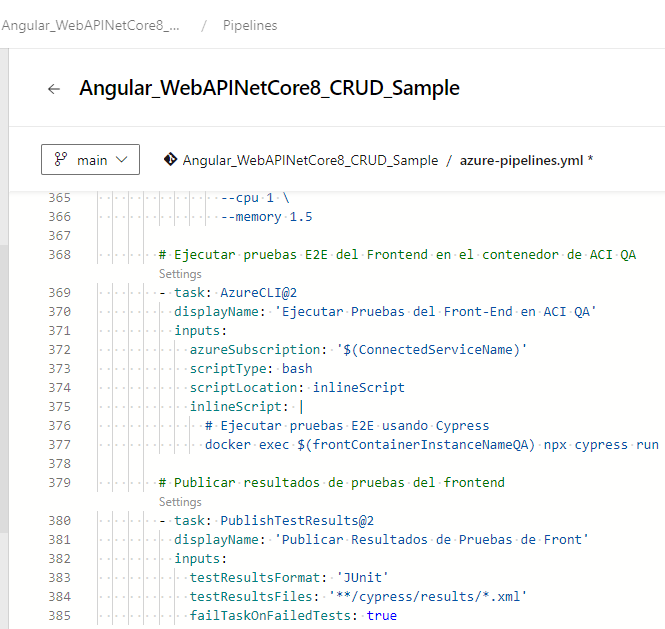 Angular_WebAPINetCore8_... / Pipelines
← Angular_WebAPINetCore8_CRUD_Sample
main Angular_WebAPINetCore8_CRUD_Sample / azure-pipelines.yml *
365 --cpu 1 \
366 --memory 1.5
367
368 # Ejecutar pruebas E2E del Frontend en el contenedor de ACI QA
Settings
369 - task: AzureCLI@2
370 displayName: 'Ejecutar Pruebas del Front-End en ACI QA'
371 inputs:
372 azureSubscription: '$(ConnectedServiceName)'
373 scriptType: bash
374 scriptLocation: inlineScript
375 inlineScript: |
376 # Ejecutar pruebas E2E usando Cypress
377 docker exec $(frontContainerInstanceNameQA) npx cypress run
378
379 # Publicar resultados de pruebas del frontend
Settings
380 - task: PublishTestResults@2
381 displayName: 'Publicar Resultados de Pruebas de Front'
382 inputs:
383 testResultsFormat: 'JUnit'
384 testResultsFiles: '**/cypress/results/*.xml'
385 failTaskOnFailedTests: true